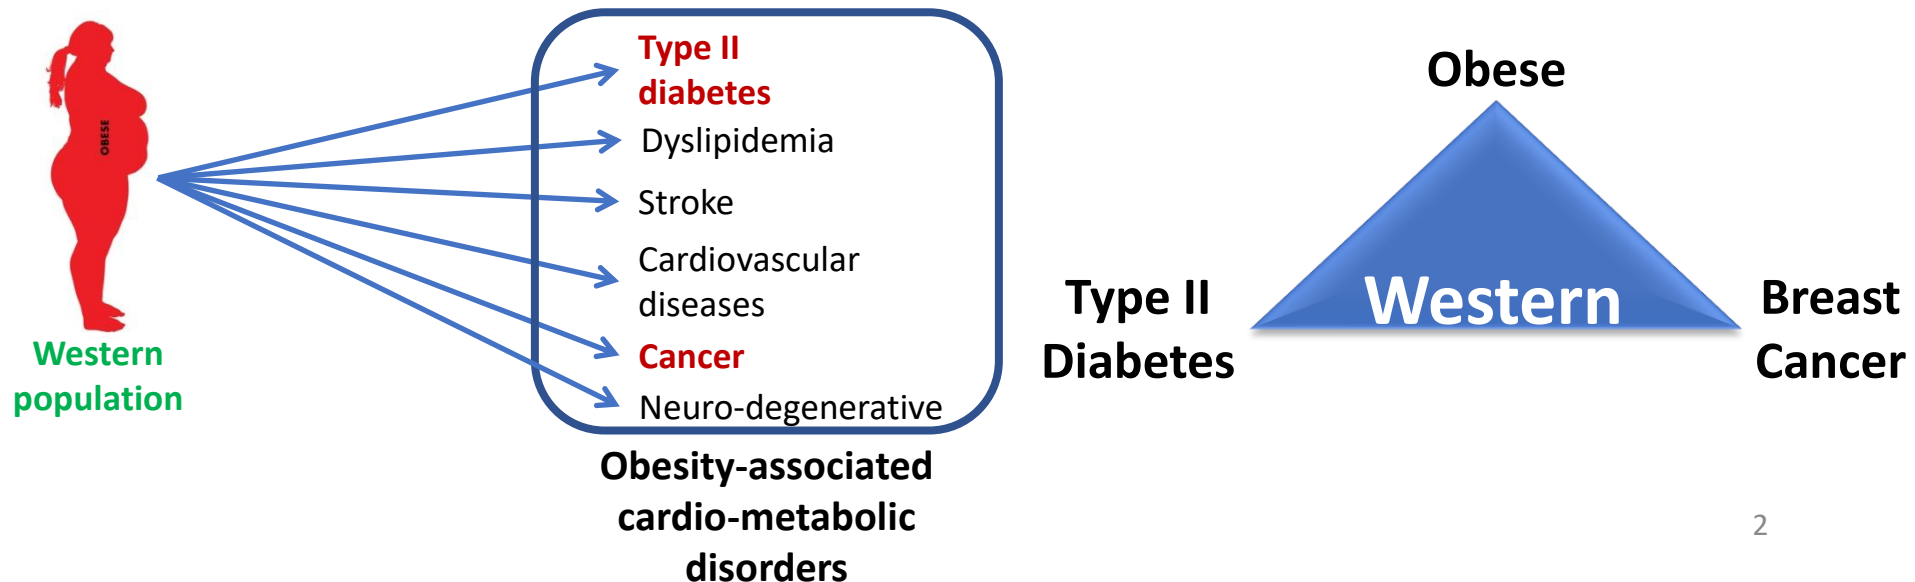 OBESE
Western
population
Type II
diabetes
Dyslipidemia
Stroke
Cardiovascular
diseases
Cancer
Neuro-degenerative
Obesity-associated
cardio-metabolic
disorders
Obese
Type II
Diabetes
Western
Breast
Cancer
2